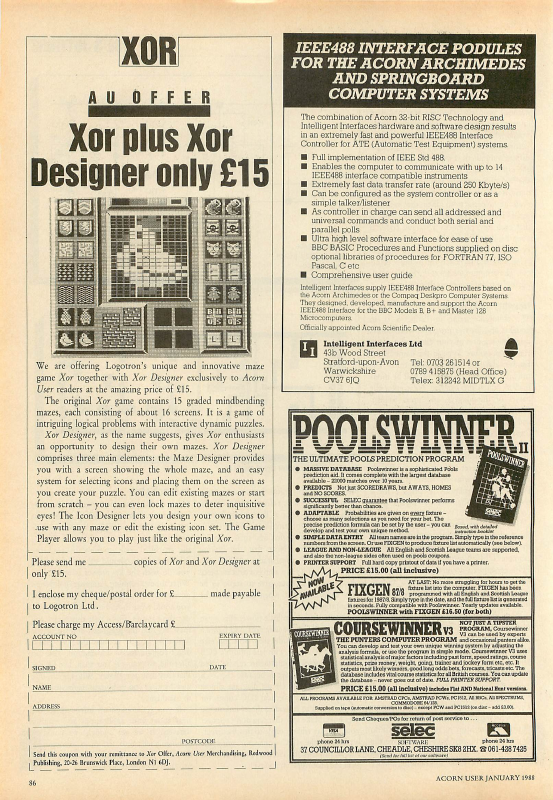 XOR
AU OFFER
Xor plus Xor
Designer only £15
We are offering Logotron's unique and innovative maze
game Xor together with Xor Designer exclusively to Acorn
User readers at the amazing price of £15.
The original Xor game contains 15 graded mindbending
mazes, each consisting of about 16 screens. It is a game of
intriguing logical problems with interactive dynamic puzzles.
Xor Designer, as the name suggests, gives Xor enthusiasts
an opportunity to design their own mazes. Xor Designer
comprises three main elements: the Maze Designer provides
you with a screen showing the whole maze, and an easy
system for selecting icons and placing them on the screen as
you create your puzzle. You can edit existing mazes or start
from scratch – you can even lock mazes to deter inquisitive
eyes! The Icon Designer lets you design your own icons to
use with any maze or edit the existing icon set. The Game
Player allows you to play just like the original Xor.
Please send me ________ copies of Xor and Xor Designer at
only £15.
I enclose my cheque/postal order for £________ made payable
to Logotron Ltd.
Please charge my Access/Barclaycard £
ACCOUNT NO EXPIRY DATE
SIGNED DATE
NAME
ADDRESS
POSTCODE
Send this coupon with your remittance to Xor Offer, Acorn User Merchandising, Redwood
Publishing, 20-26 Brunswick Place, London N1 6DJ.
86
IEEE488 INTERFACE PODULES
FOR THE ACORN ARCHIMEDES
AND SPRINGBOARD
COMPUTER SYSTEMS
The combination of Acorn 32-bit RISC Technology and
Intelligent Interfaces hardware and software design results
in an extremely fast and powerful IEEE488 Interface
Controller for ATE (Automatic Test Equipment) systems.
■ Full implementation of IEEE Std 488.
■ Enables the computer to communicate with up to 14
IEEE488 interface compatible instruments
■ Extremely fast data transfer rate (around 250 Kbyte/s)
■ Can be configured as the system controller or as a
simple talker/listener
■ As controller in charge can send all addressed and
universal commands and conduct both serial and
parallel polls
■ Ultra high level software interface for ease of use
BBC BASIC Procedures and Functions supplied on disc
optional libraries of procedures for FORTRAN 77, ISO
Pascal, C etc
■ Comprehensive user guide
Intelligent Interfaces supply IEEE488 Interface Controllers based on
the Acorn Archimedes or the Compaq Deskpro Computer Systems
They designed, developed, manufacture and support the Acorn
IEEE488 Interface for the BBC Models B, B+ and Master 128
Microcomputers.
Officially appointed Acorn Scientific Dealer.
II
Intelligent Interfaces Ltd
43b Wood Street
Stratford-upon-Avon Tel: 0703 261514 or
Warwickshire 0789 415875 (Head Office)
CV37 6JQ Telex: 312242 MIDTLX G
POOLSWINNER II
THE ULTIMATE POOLS PREDICTION PROGRAM
● MASSIVE DATABASE Poolswinner is a sophisticated Pools
prediction aid. It comes complete with the largest database
available – 22000 matches over 10 years.
● PREDICTS Not just SCOREDRAWS, but AWAYS, HOMES
and NO SCORES.
● SUCCESSFUL SELEC guarantee that Poolswinner performs
significantly better than chance.
● ADAPTABLE Probabilities are given on every fixture –
choose as many selections as you need for your bet. The
precise prediction formula can be set by the user – you can
develop and test your own unique method.
Boxed, with detailed
instruction booklet
● SIMPLE DATA ENTRY All team names are in the program. Simply type in the reference
numbers from the screen. Or use FIXGEN to produce fixture list automatically (see below).
● LEAGUE AND NON-LEAGUE All English and Scottish League teams are supported,
and also the non-league sides often used on pools coupons.
● PRINTER SUPPORT Full hard copy printout of data if you have a printer.
PRICE £15.00 (all inclusive)
NOW
AVAILABLE
FIXGEN 87/8
AT LAST: No more struggling for hours to get the
fixture list into the computer. FIXGEN has been
programmed with all English and Scottish League
fixtures for 1987/8. Simply type in the date, and the full fixture list is generated
in seconds. Fully compatible with Poolswinner. Yearly updates available.
POOLSWINNER with FIXGEN £16.50 (for both)
COURSEWINNER V3
THE PUNTERS COMPUTER PROGRAM
NOT JUST A TIPSTER
PROGRAM, Coursewinner
V3 can be used by experts
and occasional punters alike.
You can develop and test your own unique winning system by adjusting the
analysis formula, or use the program in simple mode. Coursewinner V3 uses
statistical analysis of major factors including past form, speed ratings, course
statistics, prize money, weight, going, trainer and jockey form etc, etc. It
outputs most likely winners, good long odds bets, forecasts, tricasts etc. The
database includes vital course statistics for all British courses. You can update
the database – never goes out of date. FULL PRINTER SUPPORT.
PRICE £15.00 (all inclusive) includes Flat AND National Hunt versions.
Send Cheques/POs for return of post service to . . .
phone 24 hrs
selec
SOFTWARE
phone 24 hrs
37 COUNCILLOR LANE, CHEADLE, CHESHIRE SK8 2HX. ☎ 061-428 7425
(Send for full list of our software)
ACORN USER JANUARY 1988